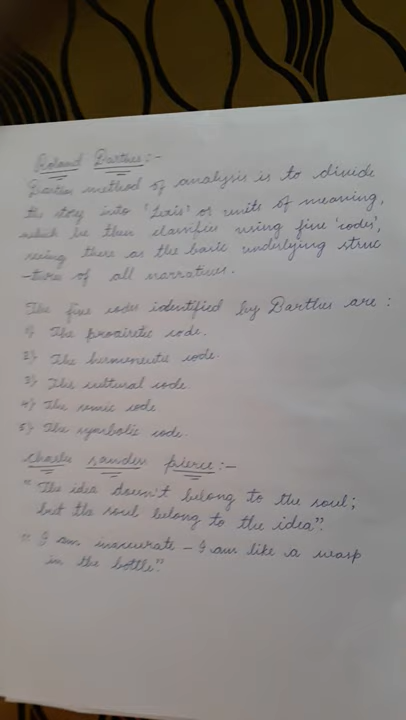 Roland Barthes:-
Barthes method of analysis is to divide
the story into 'lexis' or units of meaning,
which he then classifies using five 'codes',
seeing these as the basic underlying struc
-tures of all narratives.
The five codes identified by Barthes are :
1) The proairetic code.
2) The hermeneutic code.
3) The cultural code
4) The semic code
5) The symbolic code.
Charles sanders pierce:-
"The idea doesn't belong to the soul;
but the soul belong to the idea".
"I am inaccurate - I am like a wasp
in the bottle".